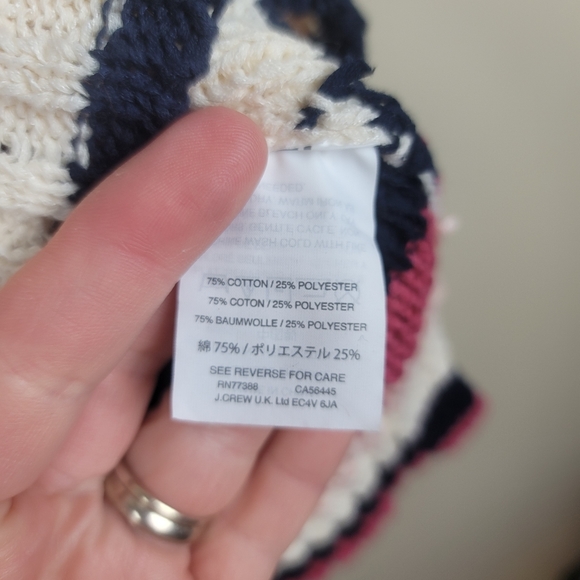 75% COTTON / 25% POLYESTER
75% COTON / 25% POLYESTER
75% BAUMWOLLE / 25% POLYESTER
綿 75% / ポリエステル 25%
SEE REVERSE FOR CARE
RN77388 CA56445
J.CREW U.K. Ltd EC4V 6JA